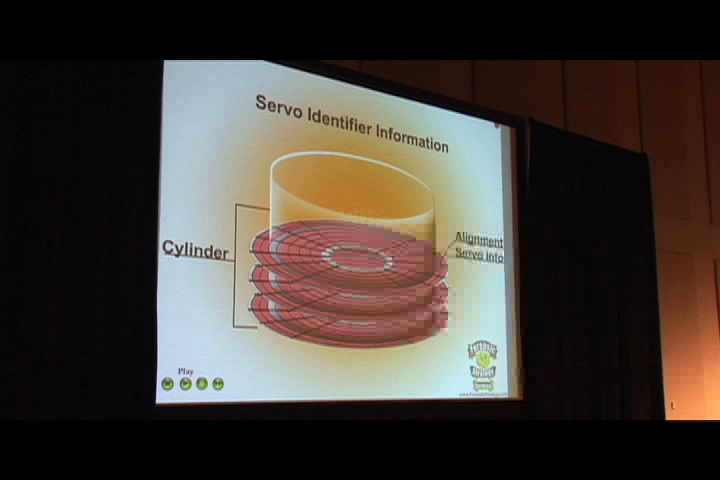 Servo Identifier Information
Cylinder
Alignment
Servo info
Play